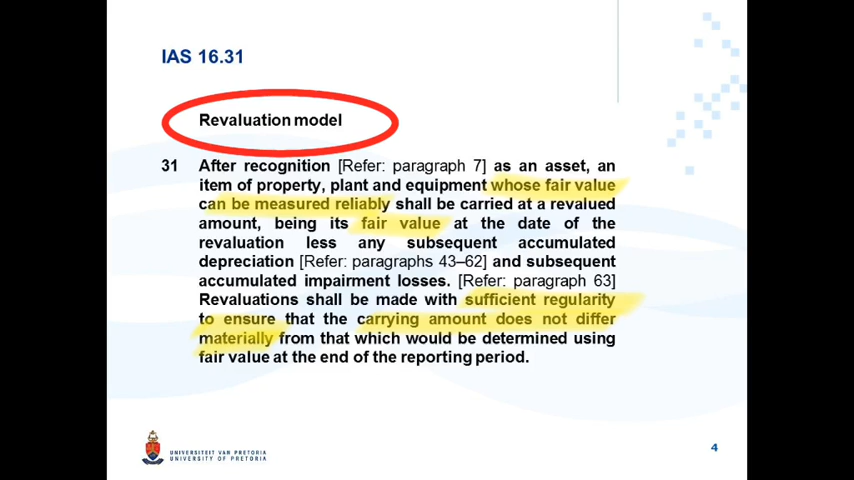 IAS 16.31
Revaluation model
31 After recognition [Refer: paragraph 7] as an asset, an
item of property, plant and equipment whose fair value
can be measured reliably shall be carried at a revalued
amount, being its fair value at the date of the
revaluation less any subsequent accumulated
depreciation [Refer: paragraphs 43–62] and subsequent
accumulated impairment losses. [Refer: paragraph 63]
Revaluations shall be made with sufficient regularity
to ensure that the carrying amount does not differ
materially from that which would be determined using
fair value at the end of the reporting period.
UNIVERSITEIT VAN PRETORIA
UNIVERSITY OF PRETORIA
4